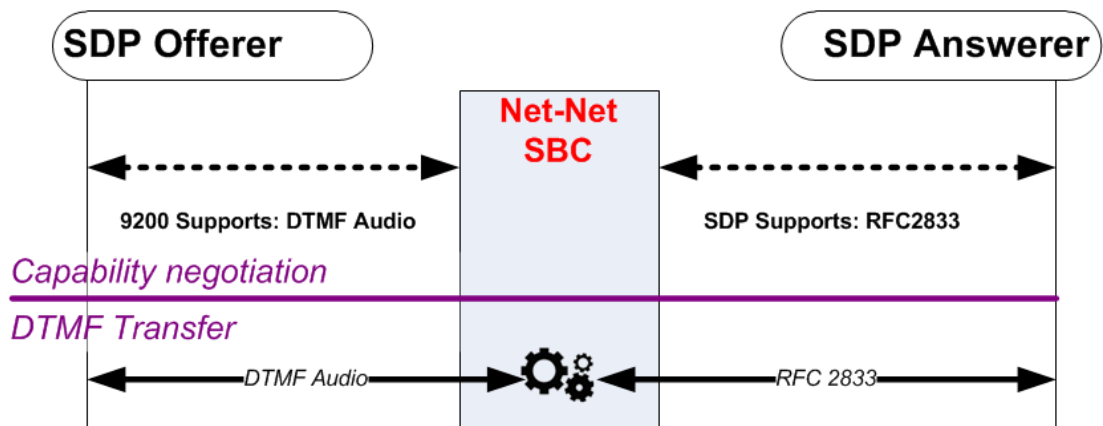 SDP Offerer
SDP Answerer
Net-Net
SBC
9200 Supports: DTMF Audio
SDP Supports: RFC2833
Capability negotiation
DTMF Transfer
DTMF Audio
RFC 2833